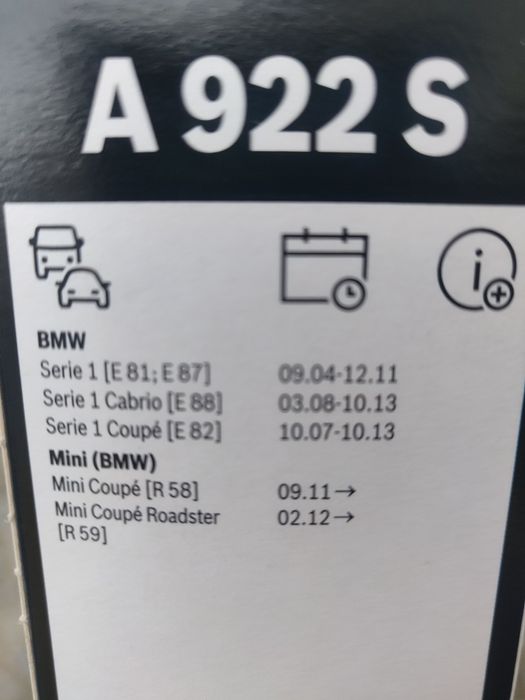 A 922 S
i
BMW
Serie 1 [E 81; E 87] 09.04-12.11
Serie 1 Cabrio [E 88] 03.08-10.13
Serie 1 Coupé [E 82] 10.07-10.13
Mini (BMW)
Mini Coupé [R 58] 09.11→
Mini Coupé Roadster 02.12→
[R 59]